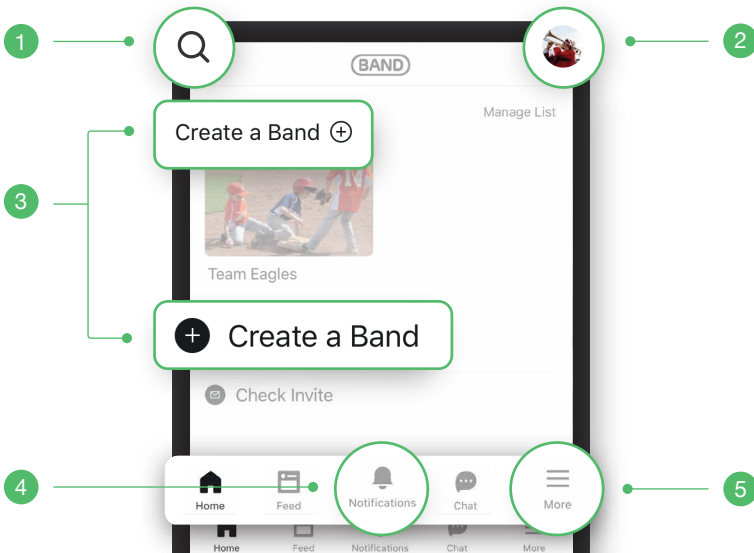 1
2
BAND
Create a Band
Manage List
3
Team Eagles
Create a Band
Check Invite
4
Home Feed Notifications Chat More
5
Home Feed Notifications Chat More